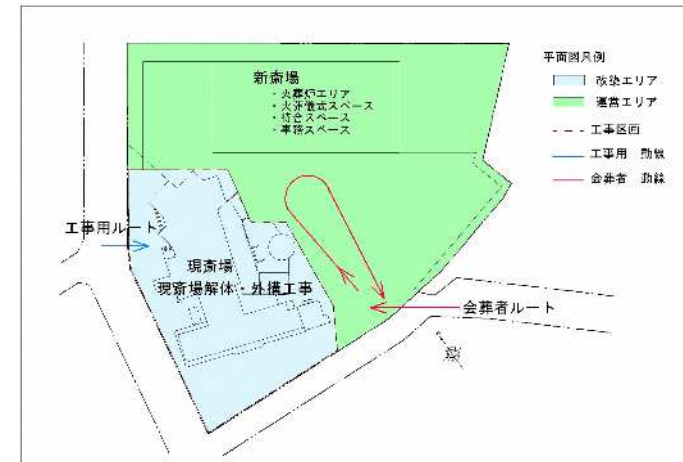 新斎場
・火葬炉エリア
・火葬儀式スペース
・待合スペース
・事務スペース
平面図凡例
改築エリア
運営エリア
工事区画
工事用 動線
会葬者 動線
工事用ルート
現斎場
現斎場解体・外構工事
会葬者ルート